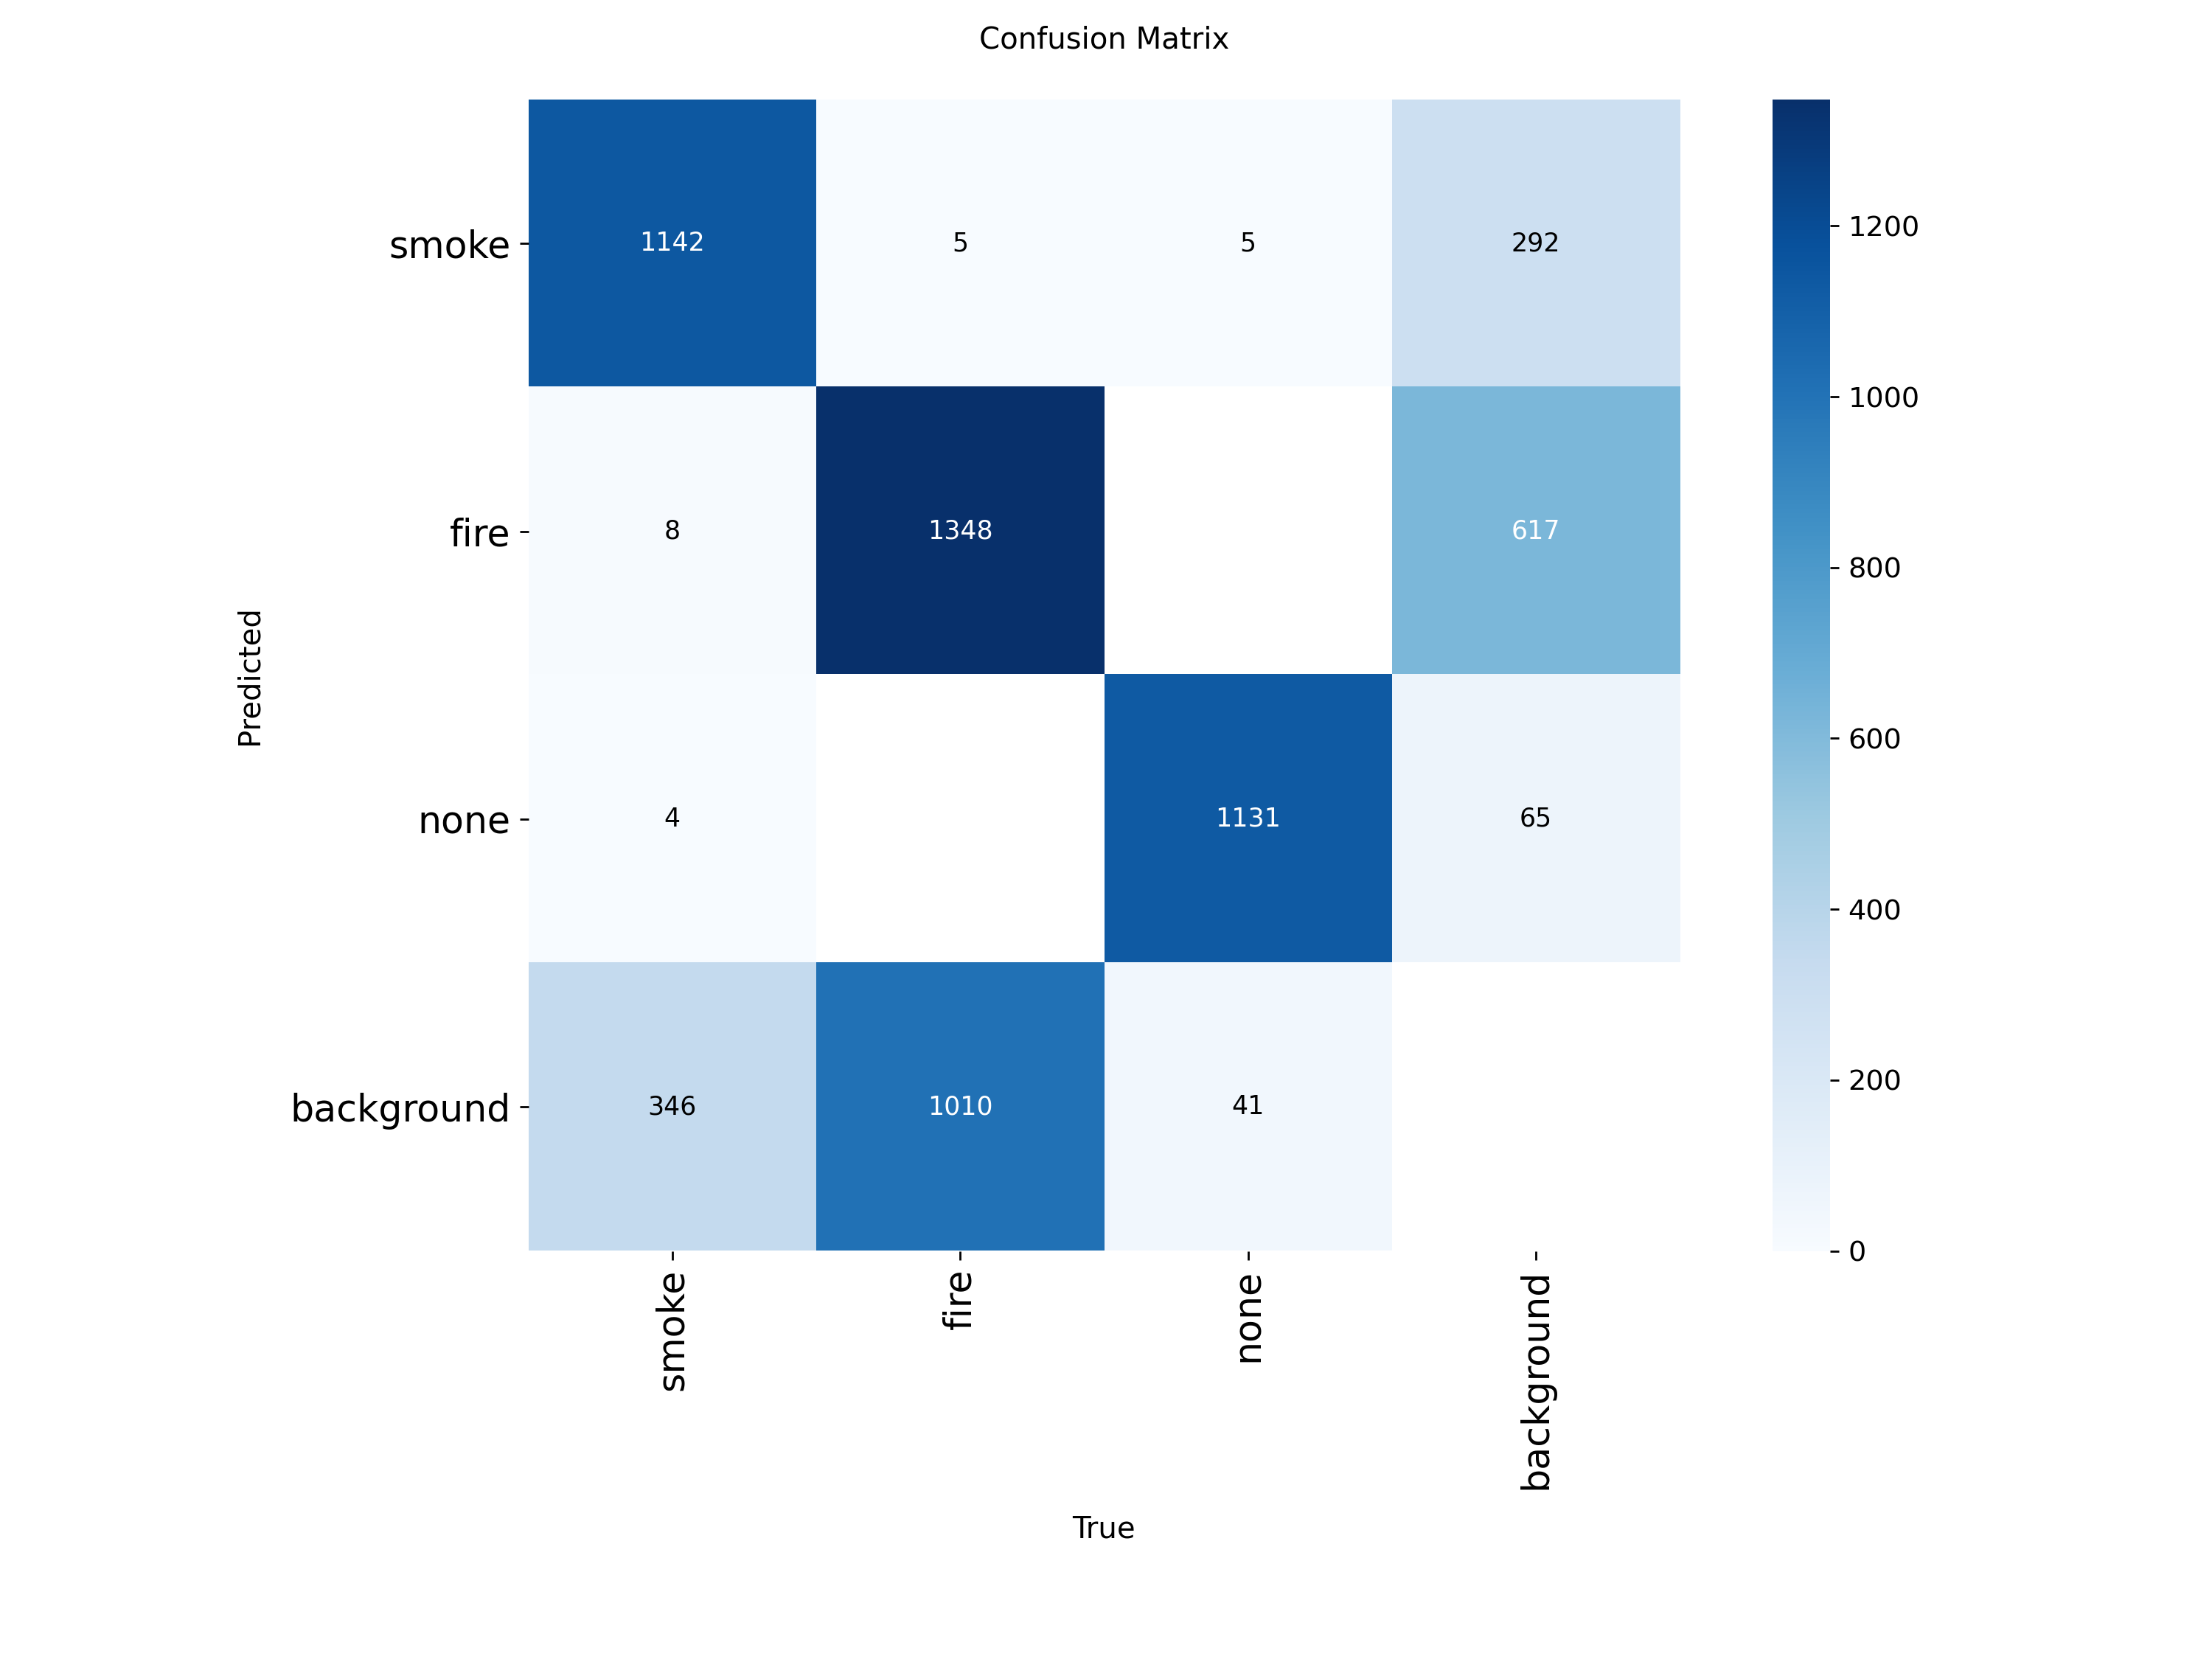 Confusion Matrix
smoke
1142
5
5
292
fire
8
1348
617
none
4
1131
65
background
346
1010
41
smoke
fire
none
background
Predicted
True
1200
1000
800
600
400
200
0